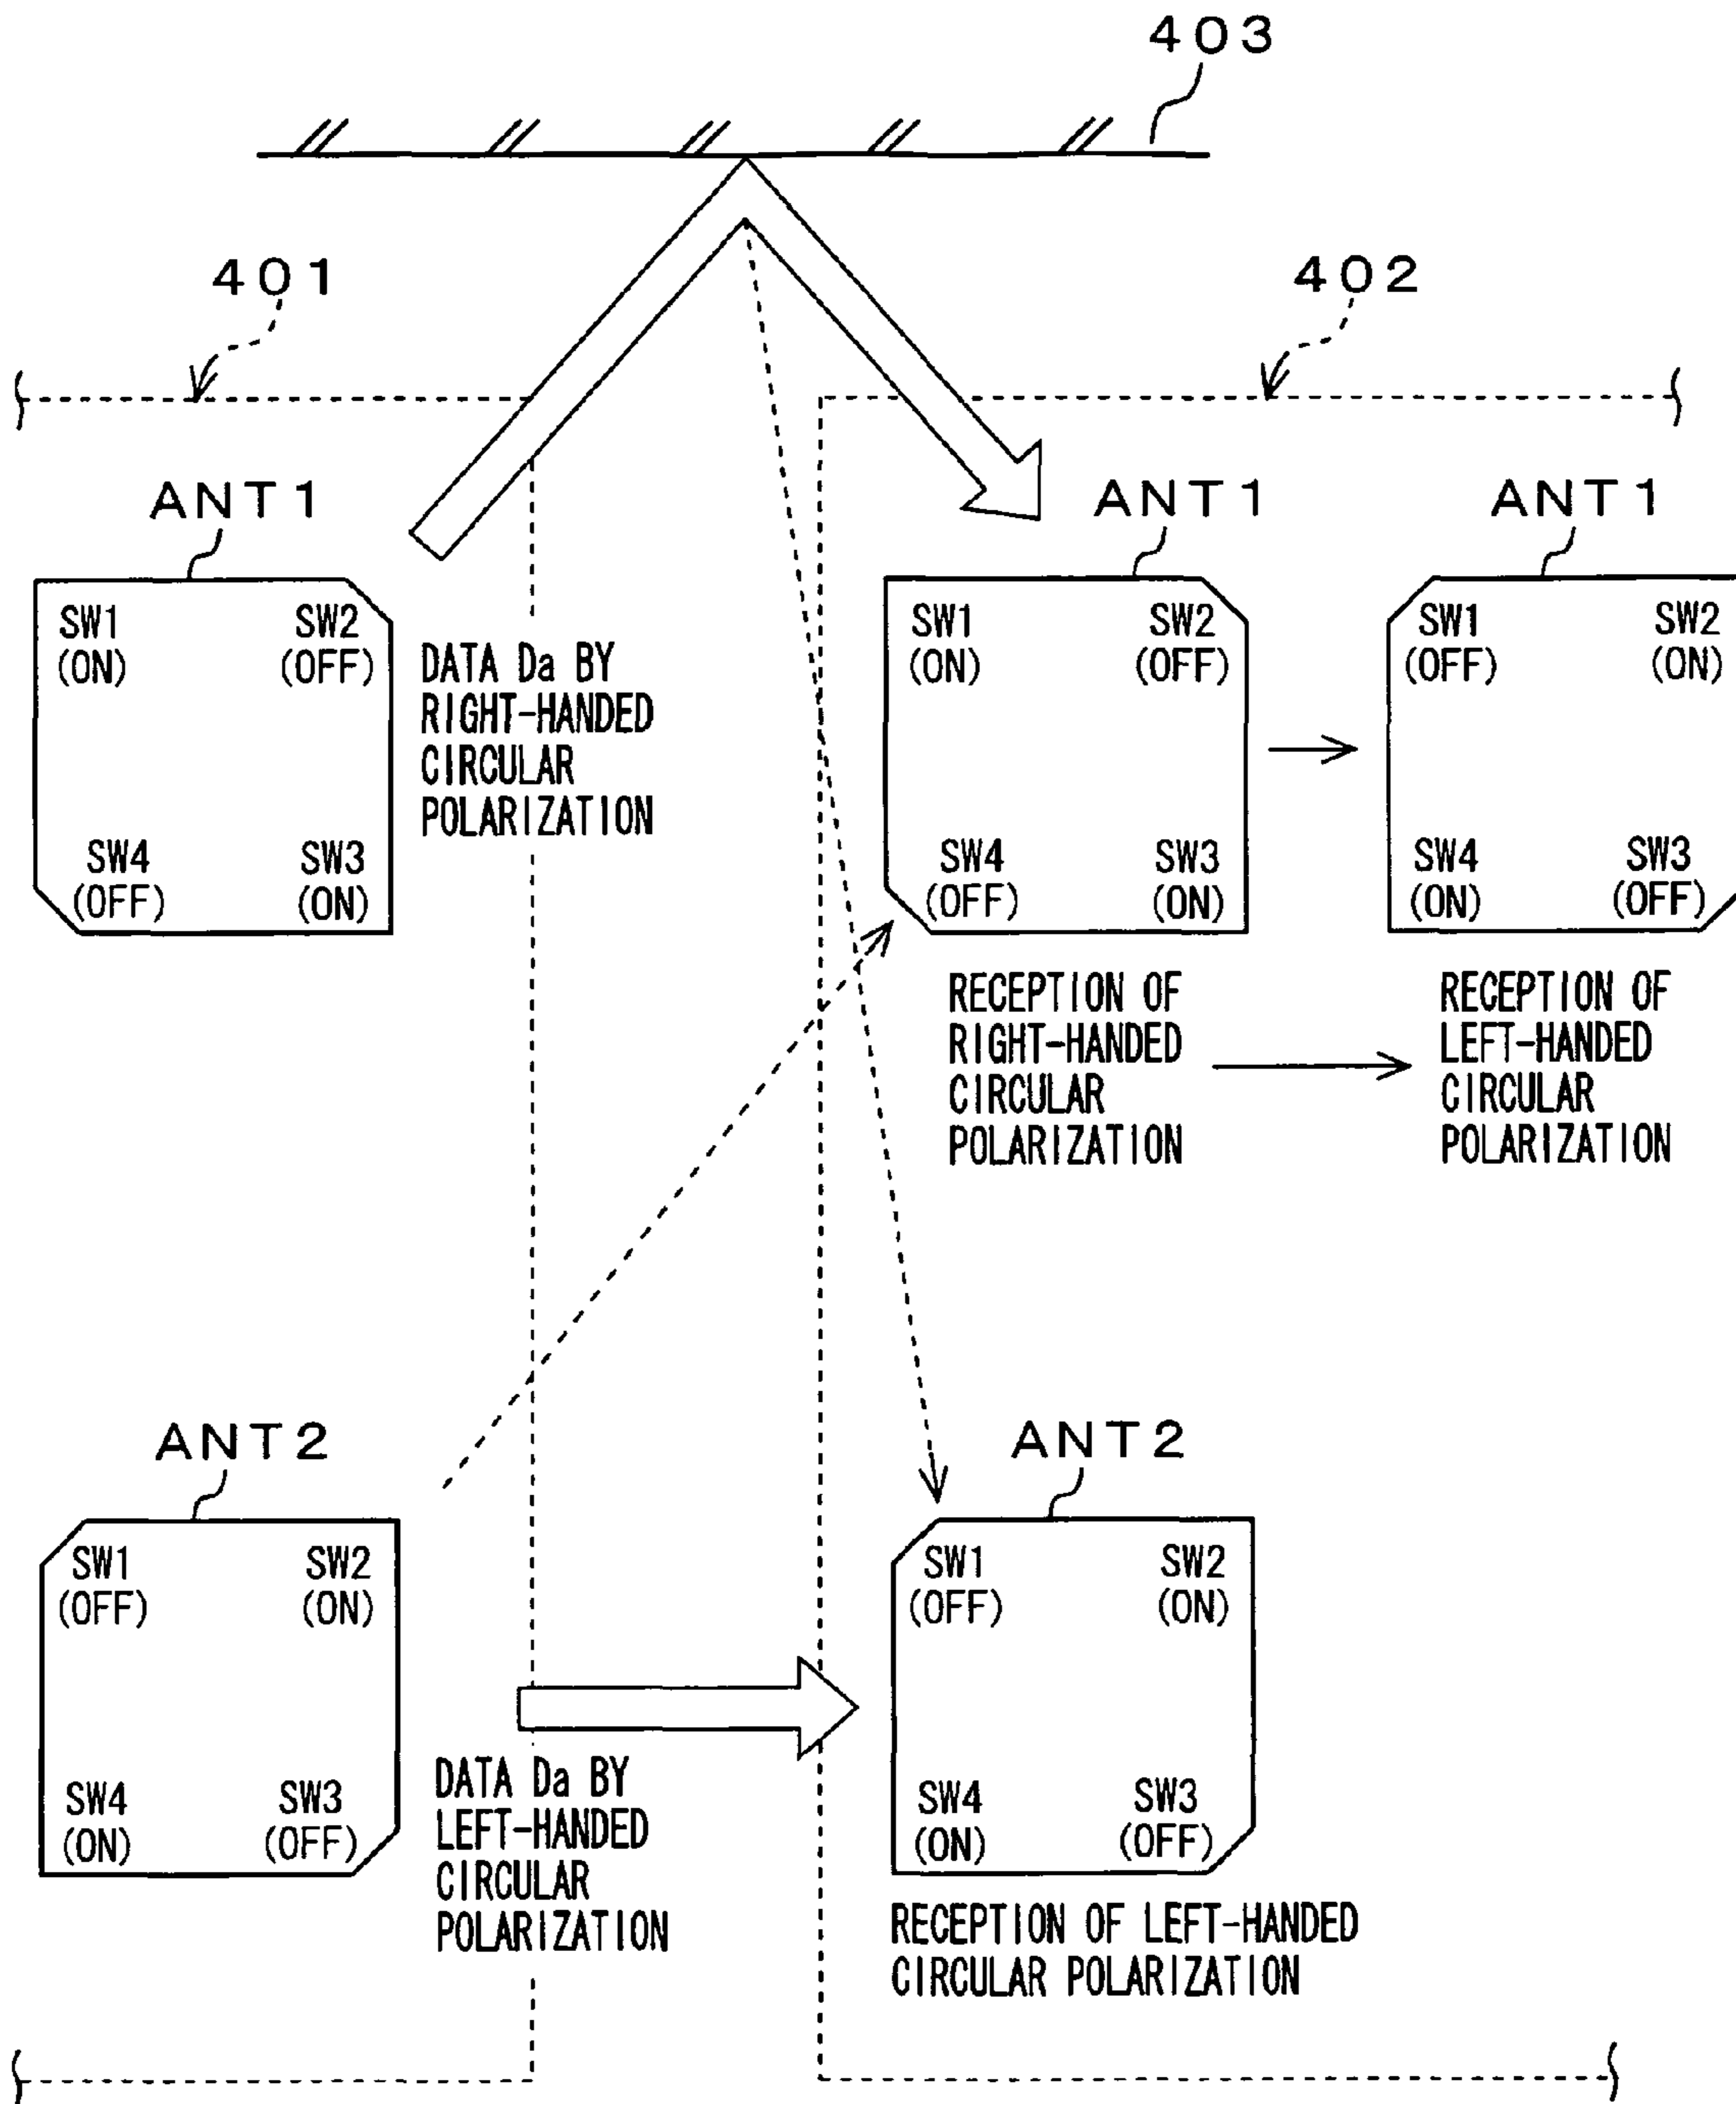 403
401
402
ANT1
ANT1
ANT1
SW1
(ON)
SW2
(OFF)
SW4
(OFF)
SW3
(ON)
DATA Da BY
RIGHT-HANDED
CIRCULAR
POLARIZATION
SW1
(ON)
SW2
(OFF)
SW4
(OFF)
SW3
(ON)
SW1
(OFF)
SW2
(ON)
SW4
(ON)
SW3
(OFF)
RECEPTION OF
RIGHT-HANDED
CIRCULAR
POLARIZATION
RECEPTION OF
LEFT-HANDED
CIRCULAR
POLARIZATION
ANT2
ANT2
SW1
(OFF)
SW2
(ON)
SW4
(ON)
SW3
(OFF)
DATA Da BY
LEFT-HANDED
CIRCULAR
POLARIZATION
SW1
(OFF)
SW2
(ON)
SW4
(ON)
SW3
(OFF)
RECEPTION OF LEFT-HANDED
CIRCULAR POLARIZATION